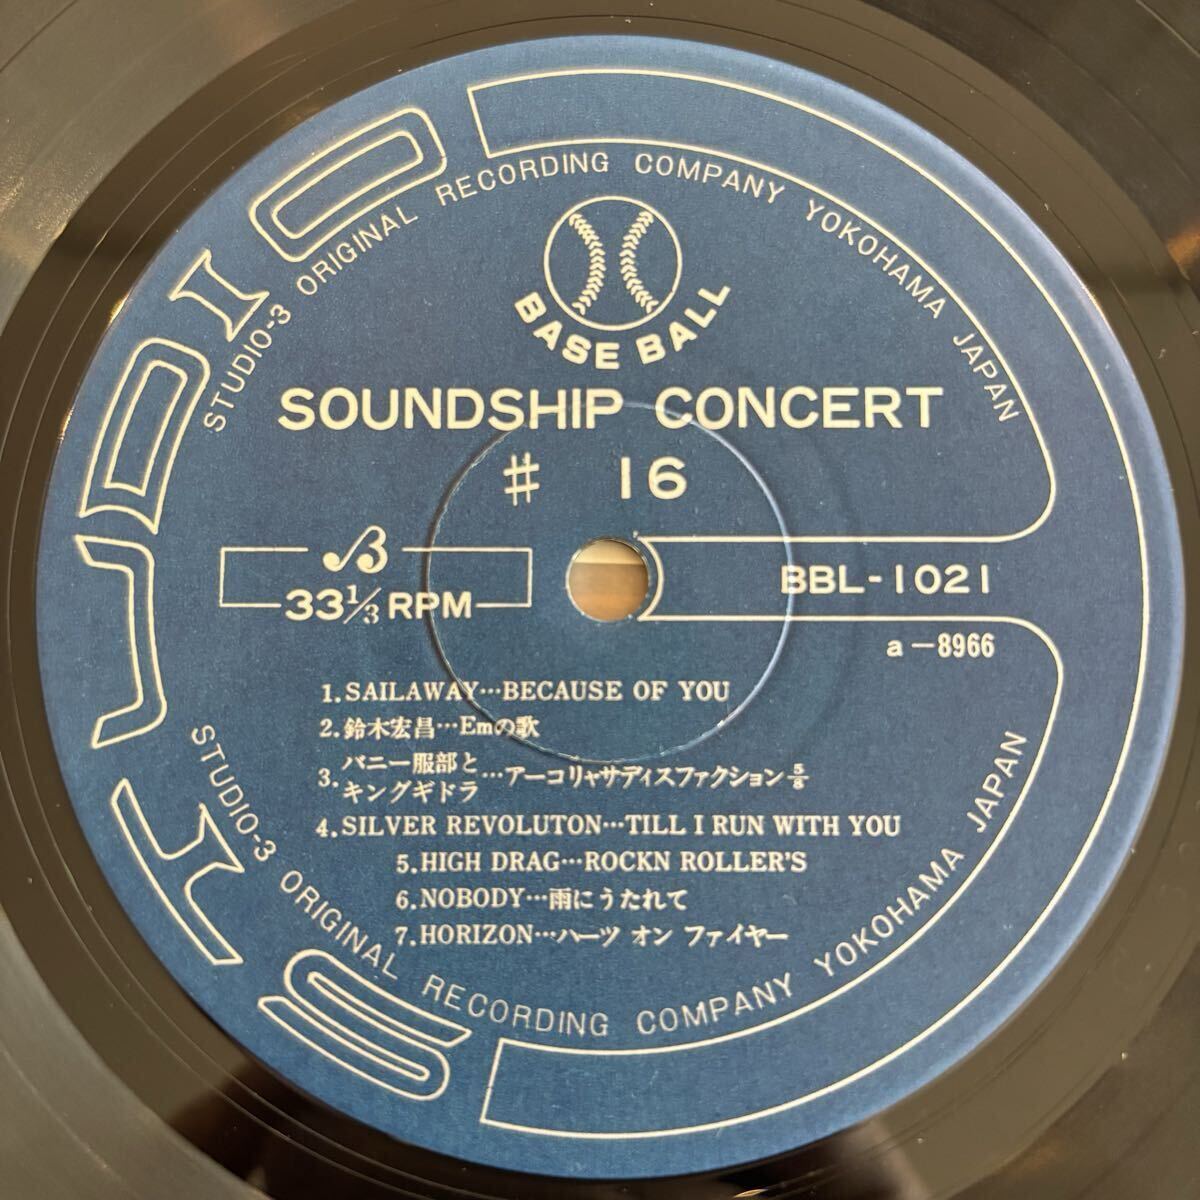 STUDIO 3
STUDIO-3 ORIGINAL RECORDING COMPANY YOKOHAMA JAPAN
BASE BALL
SOUNDSHIP CONCERT
# 16
33 1/3 RPM
BBL-1021
a-8966
1.SAILAWAY…BECAUSE OF YOU
2.鈴木宏昌…Emの歌
3.バニー服部とキングギドラ…アーコリャサディスファクション 5/8
4.SILVER REVOLUTON…TILL I RUN WITH YOU
5.HIGH DRAG…ROCKN ROLLER'S
6.NOBODY…雨にうたれて
7.HORIZON…ハーツ オン ファイヤー
STUDIO-3 ORIGINAL RECORDING COMPANY YOKOHAMA JAPAN